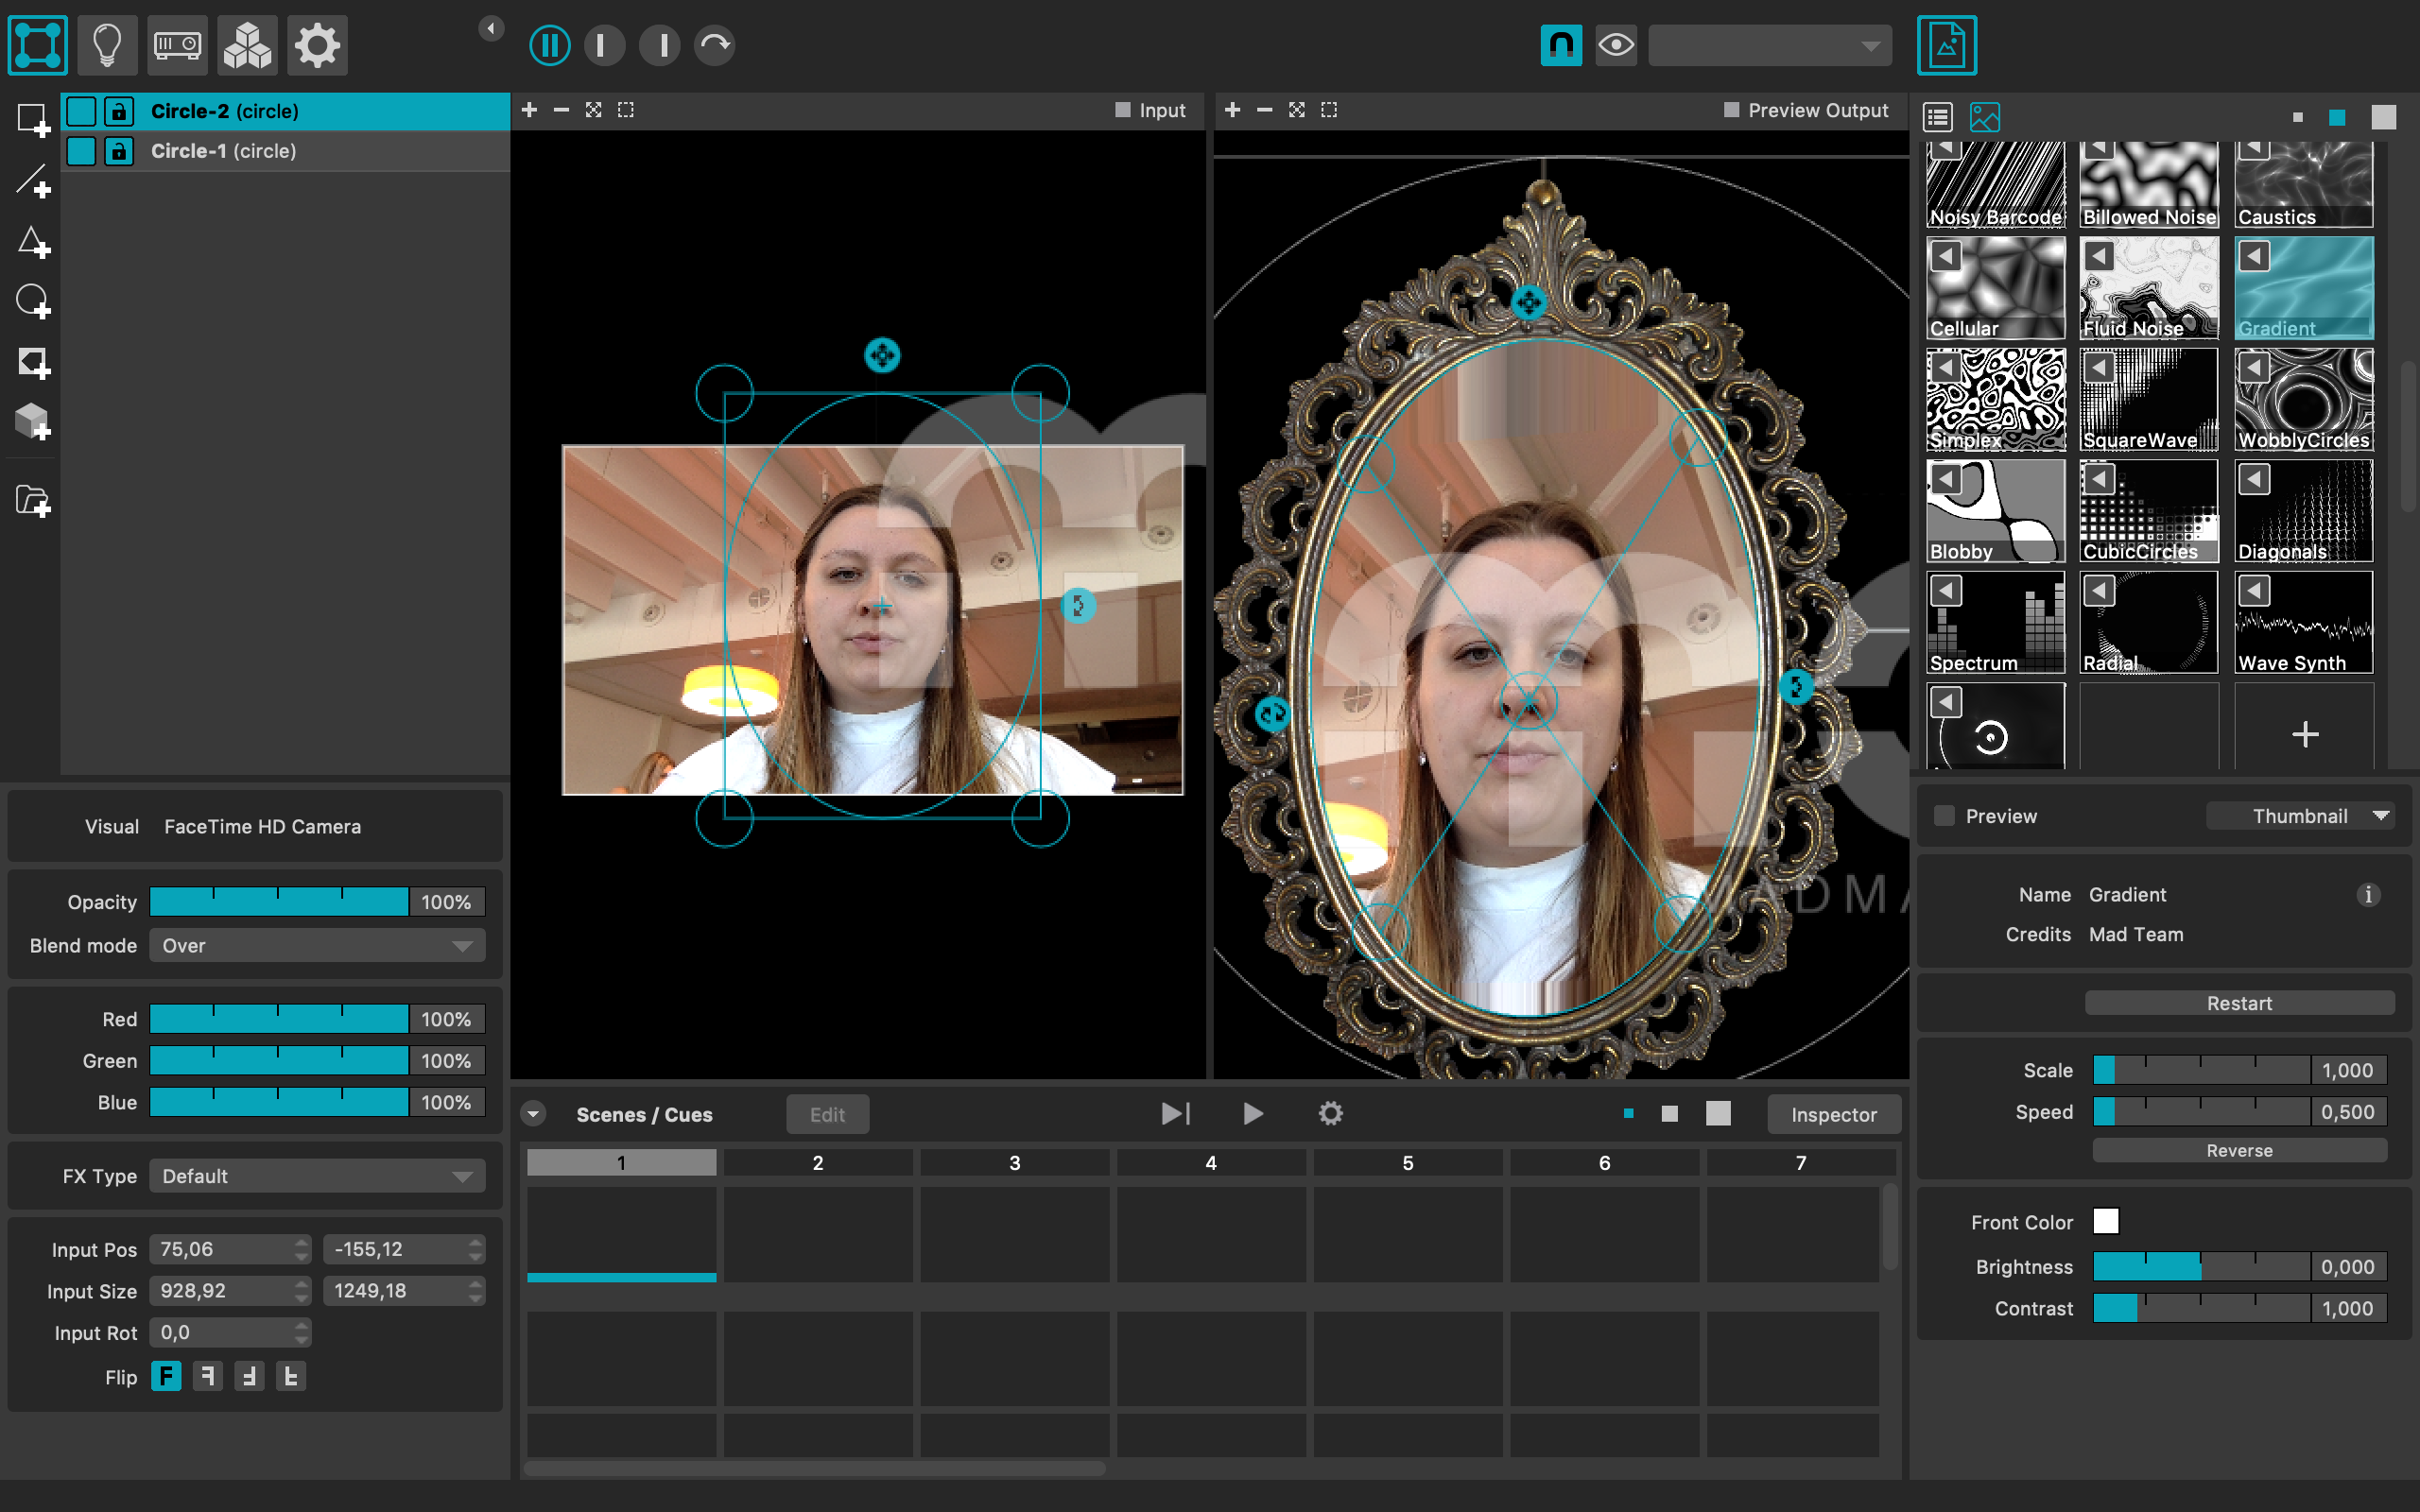 Circle-2 (circle)
Circle-1 (circle)
Input
Preview Output
Noisy Barcode
Billowed Noise
Caustics
Cellular
Fluid Noise
Gradient
Simplex
SquareWave
WobblyCircles
Blobby
CubicCircles
Diagonals
Spectrum
Radial
Wave Synth
MADMA
Visual FaceTime HD Camera
Opacity 100%
Blend mode Over
Red 100%
Green 100%
Blue 100%
FX Type Default
Input Pos 75,06 -155,12
Input Size 928,92 1249,18
Input Rot 0,0
Flip
Scenes / Cues Edit Inspector
1 2 3 4 5 6 7
Preview Thumbnail
Name Gradient
Credits Mad Team
Restart
Scale 1,000
Speed 0,500
Reverse
Front Color
Brightness 0,000
Contrast 1,000